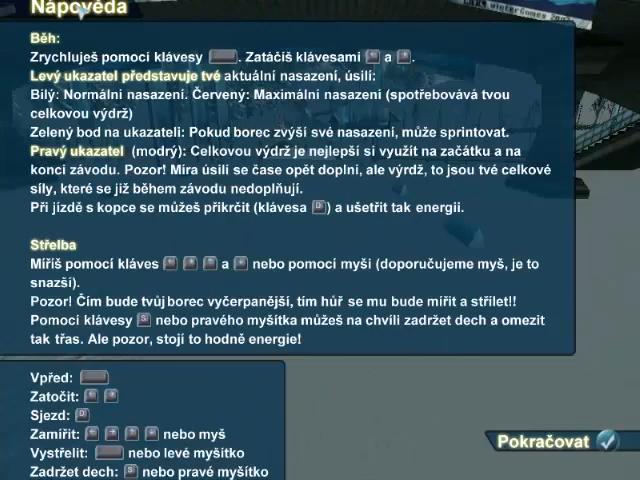 Nápověda
WinterGames
Běh:
Zrychluješ pomocí klávesy . Zatáčíš klávesami a .
Levý ukazatel představuje tvé aktuální nasazení, úsilí:
Bílý: Normální nasazení. Červený: Maximální nasazení (spotřebovává tvou
celkovou výdrž)
Zelený bod na ukazateli: Pokud borec zvýší své nasazení, může sprintovat.
Pravý ukazatel (modrý): Celkovou výdrž je nejlepší si využít na začátku a na
konci závodu. Pozor! Míra úsilí se čase opět doplní, ale výrdž, to jsou tvé celkové
síly, které se již během závodu nedoplňují.
Při jízdě s kopce se můžeš přikrčit (klávesa D) a ušetřit tak energii.
Střelba
Míříš pomocí kláves a nebo pomocí myši (doporučujeme myš, je to
snazší).
Pozor! Čím bude tvůj borec vyčerpanější, tím hůř se mu bude mířit a střílet!!
Pomocí klávesy S nebo pravého myšítka můžeš na chvíli zadržet dech a omezit
tak třas. Ale pozor, stojí to hodně energie!
Vpřed:
Zatočit:
Sjezd: D
Zamířit: nebo myš
Vystřelit: nebo levé myšítko
Zadržet dech: S nebo pravé myšítko
Pokračovat